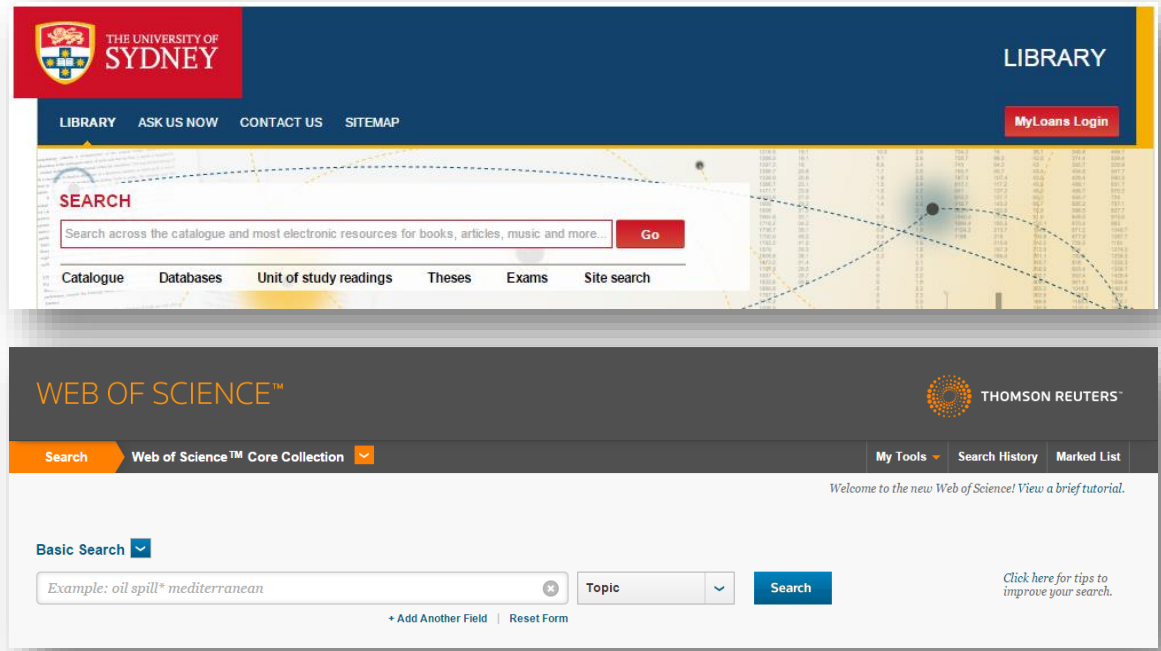 THE UNIVERSITY OF
SYDNEY
LIBRARY
LIBRARY ASK US NOW CONTACT US SITEMAP
MyLoans Login
SEARCH
Search across the catalogue and most electronic resources for books, articles, music and more... Go
Catalogue Databases Unit of study readings Theses Exams Site search
WEB OF SCIENCE™
THOMSON REUTERS™
Search Web of Science™ Core Collection My Tools Search History Marked List
Welcome to the new Web of Science! View a brief tutorial.
Basic Search
Example: oil spill* mediterranean Topic Search
Click here for tips to
improve your search.
+ Add Another Field | Reset Form